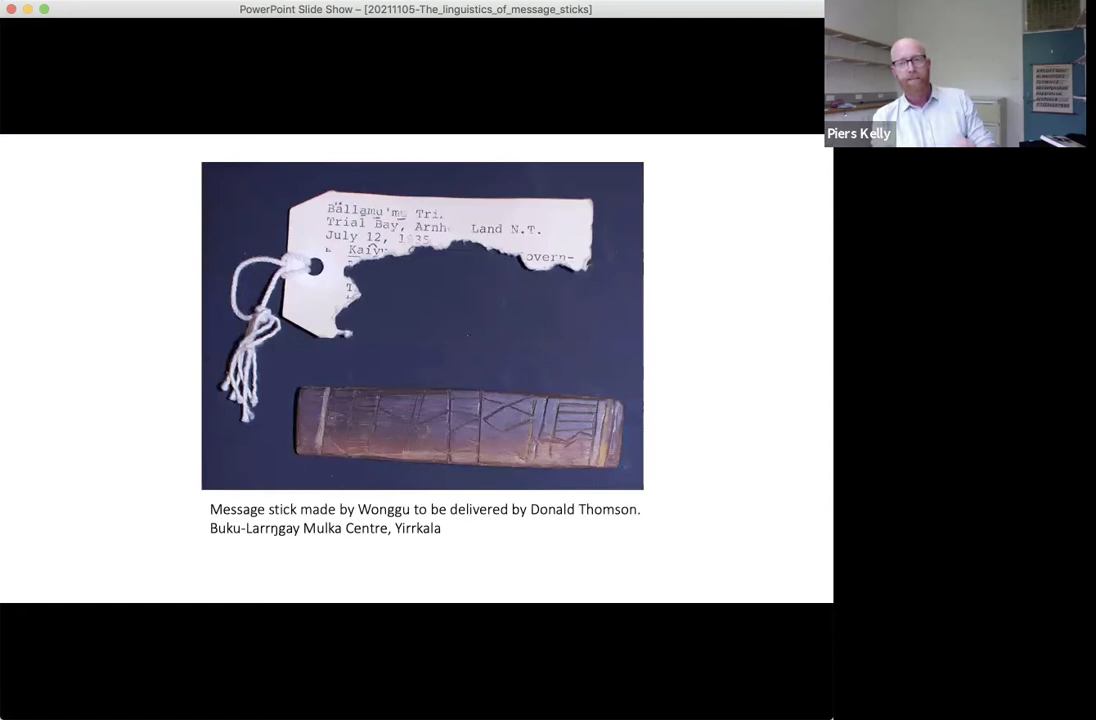 PowerPoint Slide Show – [20211105-The_linguistics_of_message_sticks]
Piers Kelly
Trial Bay, Land N.T.
July 12,
Message stick made by Wonggu to be delivered by Donald Thomson.
Buku-Larrŋgay Mulka Centre, Yirrkala